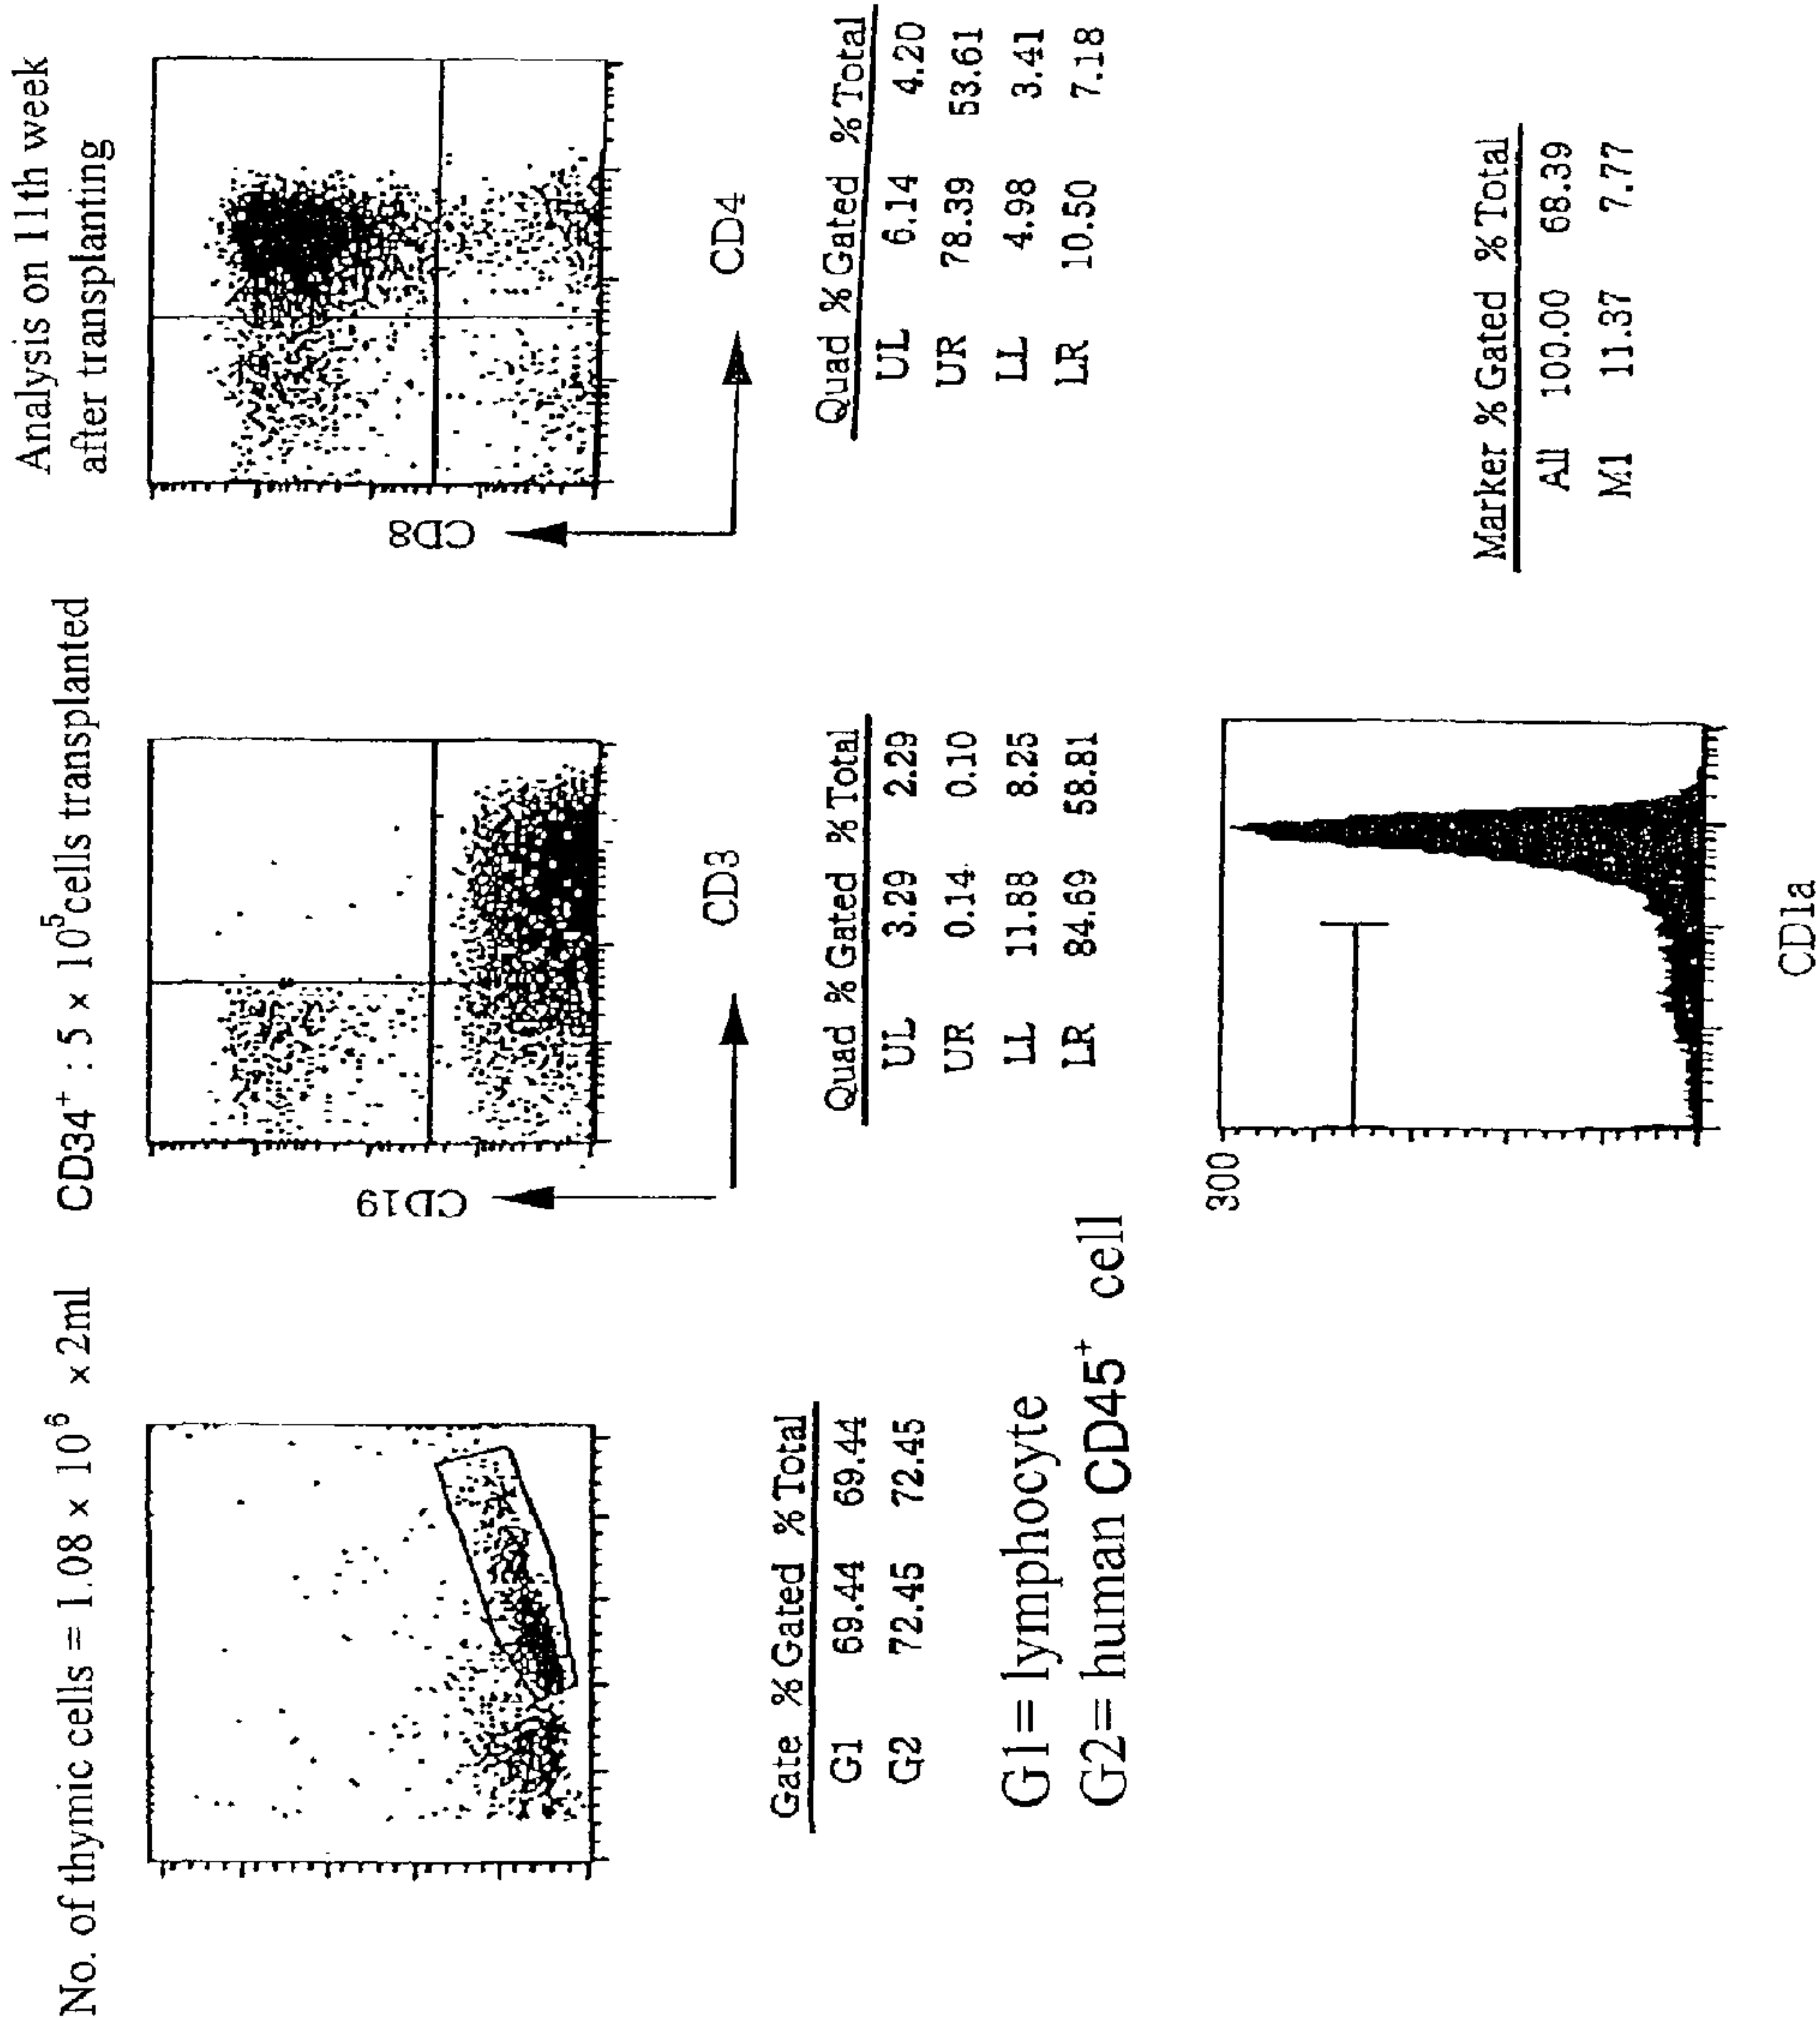 Analysis on 11th week
after transplanting
No. of thymic cells = 1.08 × 10⁶ ×2ml CD34⁺ : 5 × 10⁵ cells transplanted
CD19
CD3
CD8
CD4
Gate % Gated % Total
G1 69.44 69.44
G2 72.45 72.45
G1 = lymphocyte
G2 = human CD45⁺ cell
Quad % Gated % Total
UL 3.29 2.29
UR 0.14 0.10
LL 11.88 8.25
LR 84.69 58.81
Quad % Gated % Total
UL 6.14 4.20
UR 78.39 53.61
LL 4.98 3.41
LR 10.50 7.18
300
CD1a
Marker % Gated % Total
All 100.00 68.39
M1 11.37 7.77